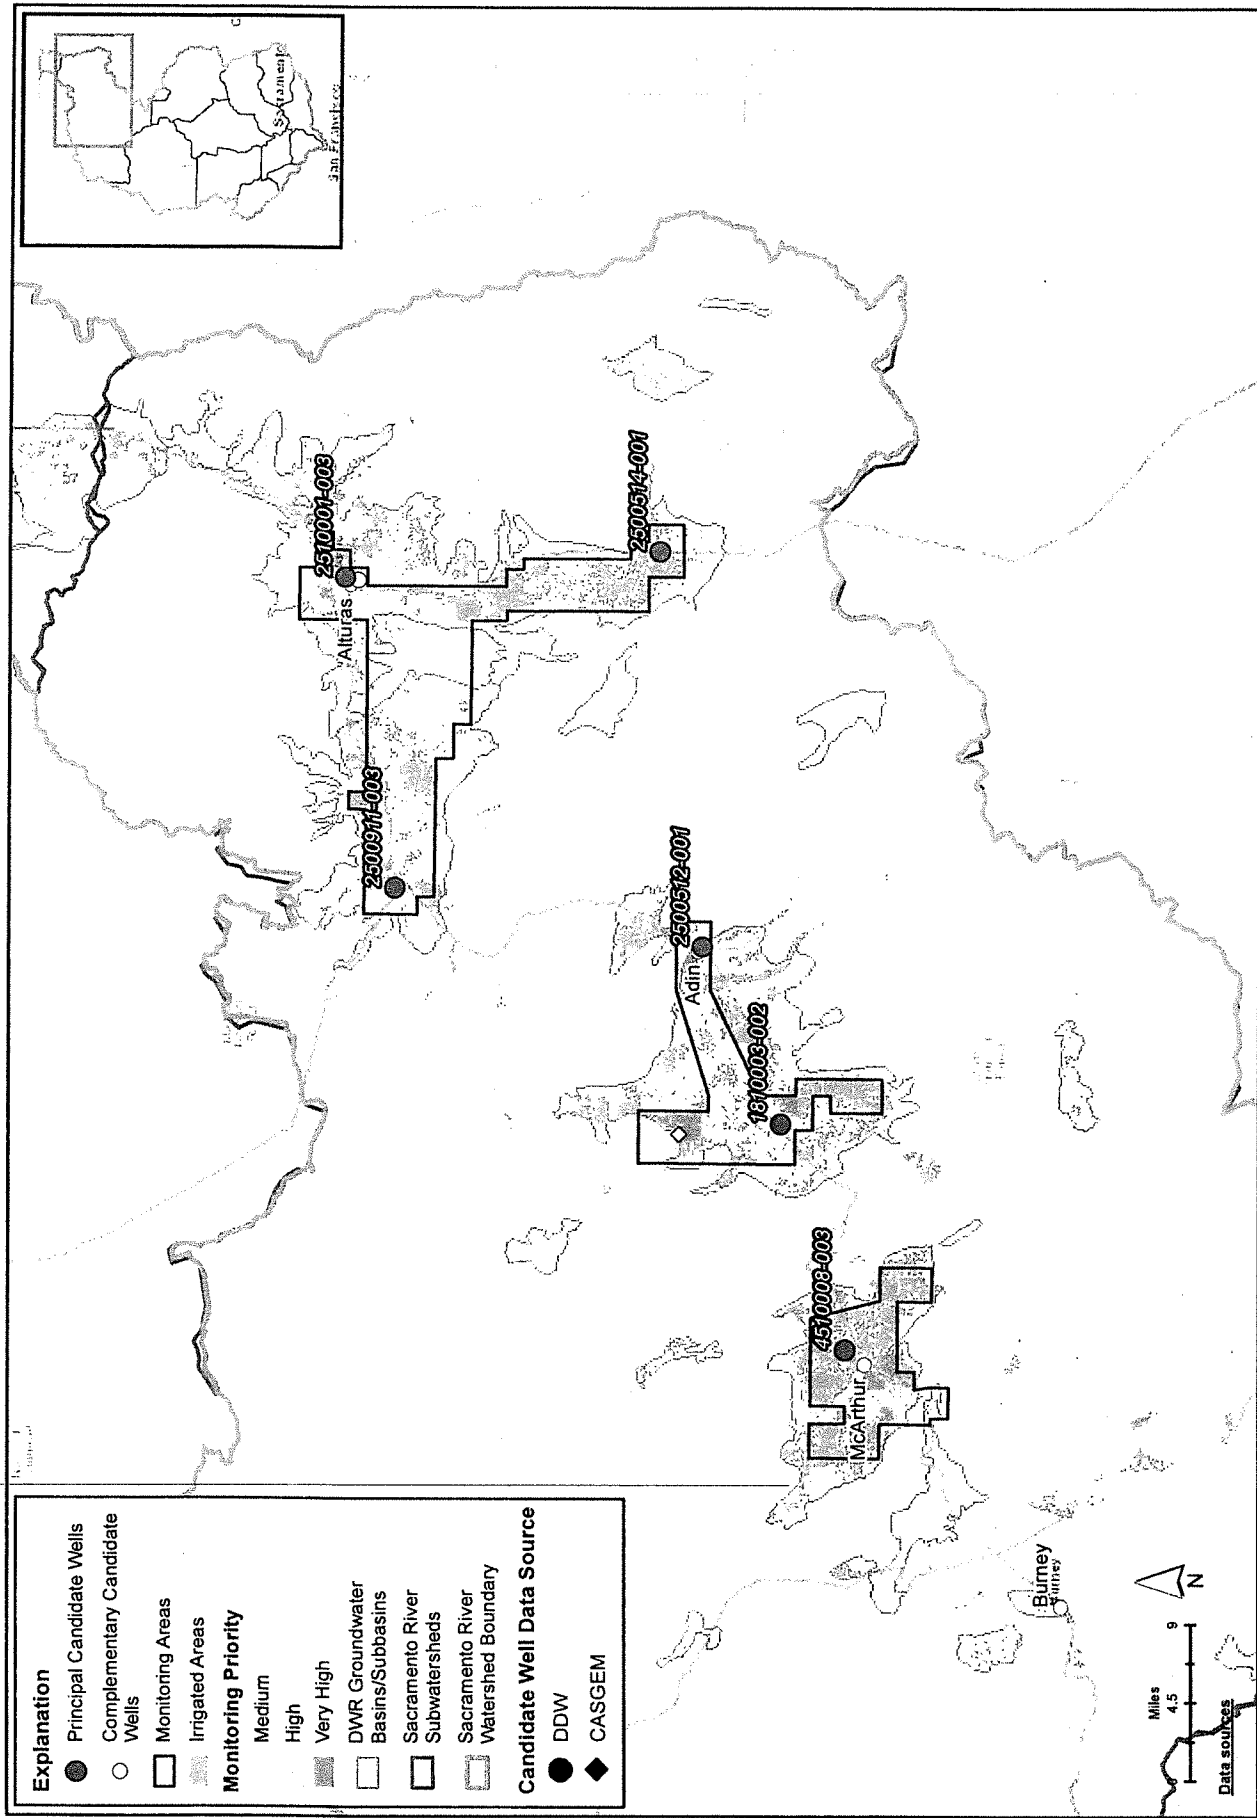 Explanation
Principal Candidate Wells
Complementary Candidate
Wells
Monitoring Areas
Irrigated Areas
Monitoring Priority
Medium
High
Very High
DWR Groundwater
Basins/Subbasins
Sacramento River
Subwatersheds
Sacramento River
Watershed Boundary
Candidate Well Data Source
DDW
CASGEM
2510001-003
Alturas
2500911-003
2500514-001
2500512-001
Adin
1810003-002
4510008-003
McArthur
Burney
Burney
N
Miles
4.5
9
Data sources
Sacramento
San Francisco